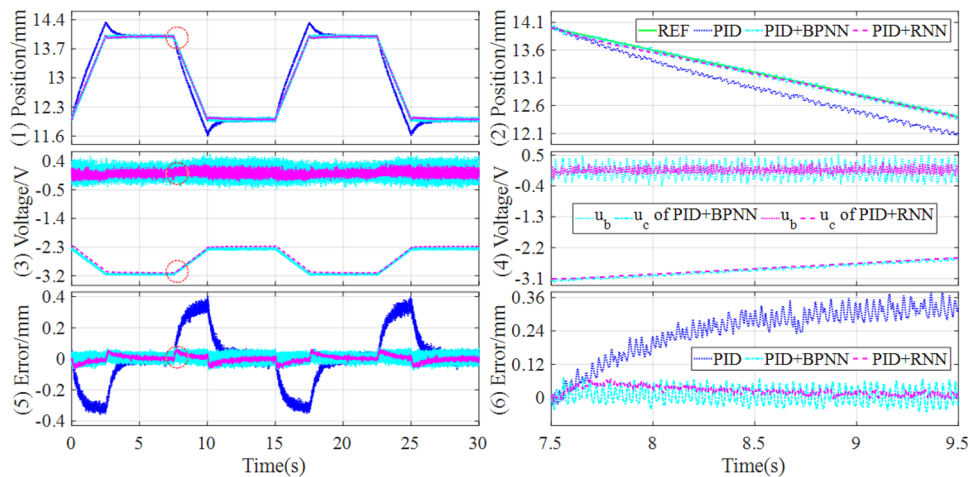 (1) Position/mm
14.4
13.7
13
12.3
11.6
(2) Position/mm
14.1
13.6
13.1
12.6
12.1
REF PID PID+BPNN PID+RNN
(3) Voltage/V
0.4
-0.5
-2.3
-3.2
(4) Voltage/V
0.5
-0.4
-1.3
-2.2
-3.1
u_b u_c of PID+BPNN u_b u_c of PID+RNN
(5) Error/mm
0.4
0.2
0
-0.2
-0.4
0 5 10 15 20 25 30
Time(s)
(6) Error/mm
0.36
0.24
0.12
0
PID PID+BPNN PID+RNN
7.5 8 8.5 9 9.5
Time(s)